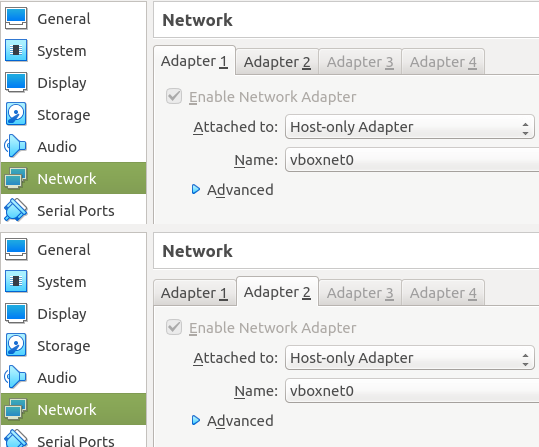 General
System
Display
Storage
Audio
Network
Serial Ports
Network
Adapter 1 Adapter 2 Adapter 3 Adapter 4
Enable Network Adapter
Attached to: Host-only Adapter
Name: vboxnet0
Advanced
General
System
Display
Storage
Audio
Network
Serial Ports
Network
Adapter 1 Adapter 2 Adapter 3 Adapter 4
Enable Network Adapter
Attached to: Host-only Adapter
Name: vboxnet0
Advanced